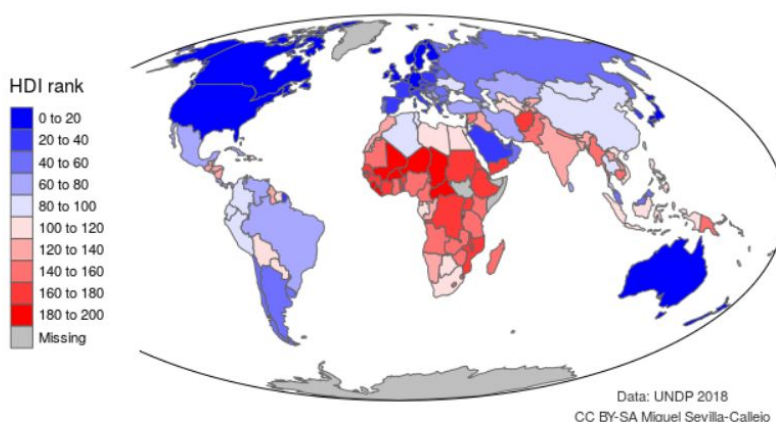 HDI rank
0 to 20
20 to 40
40 to 60
60 to 80
80 to 100
100 to 120
120 to 140
140 to 160
160 to 180
180 to 200
Missing
Data: UNDP 2018
CC BY-SA Miguel Sevilla-Callejo